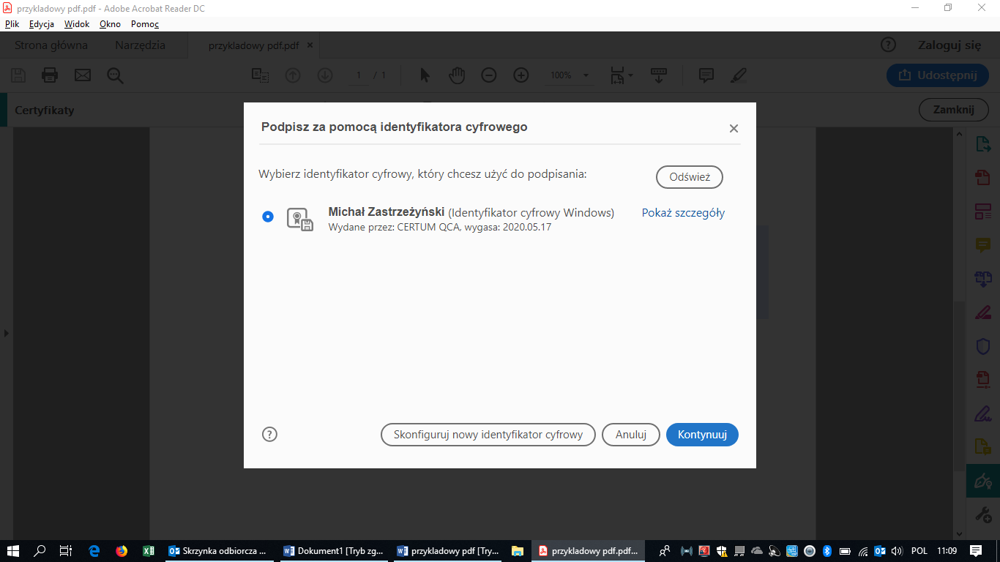 przykladowy pdf.pdf - Adobe Acrobat Reader DC
Plik Edycja Widok Okno Pomoc
Strona główna Narzędzia przykladowy pdf.pdf × Zaloguj się
1 / 1 100% Udostępnij
Certyfikaty Zamknij
Podpisz za pomocą identyfikatora cyfrowego
Wybierz identyfikator cyfrowy, który chcesz użyć do podpisania: Odśwież
Michał Zastrzeżyński (Identyfikator cyfrowy Windows) Pokaż szczegóły
Wydane przez: CERTUM QCA, wygasa: 2020.05.17
Skonfiguruj nowy identyfikator cyfrowy Anuluj Kontynuuj
Skrzynka odbiorcza ... Dokument1 [Tryb zg... przykladowy pdf [Try... przykladowy pdf.pdf... POL 11:09